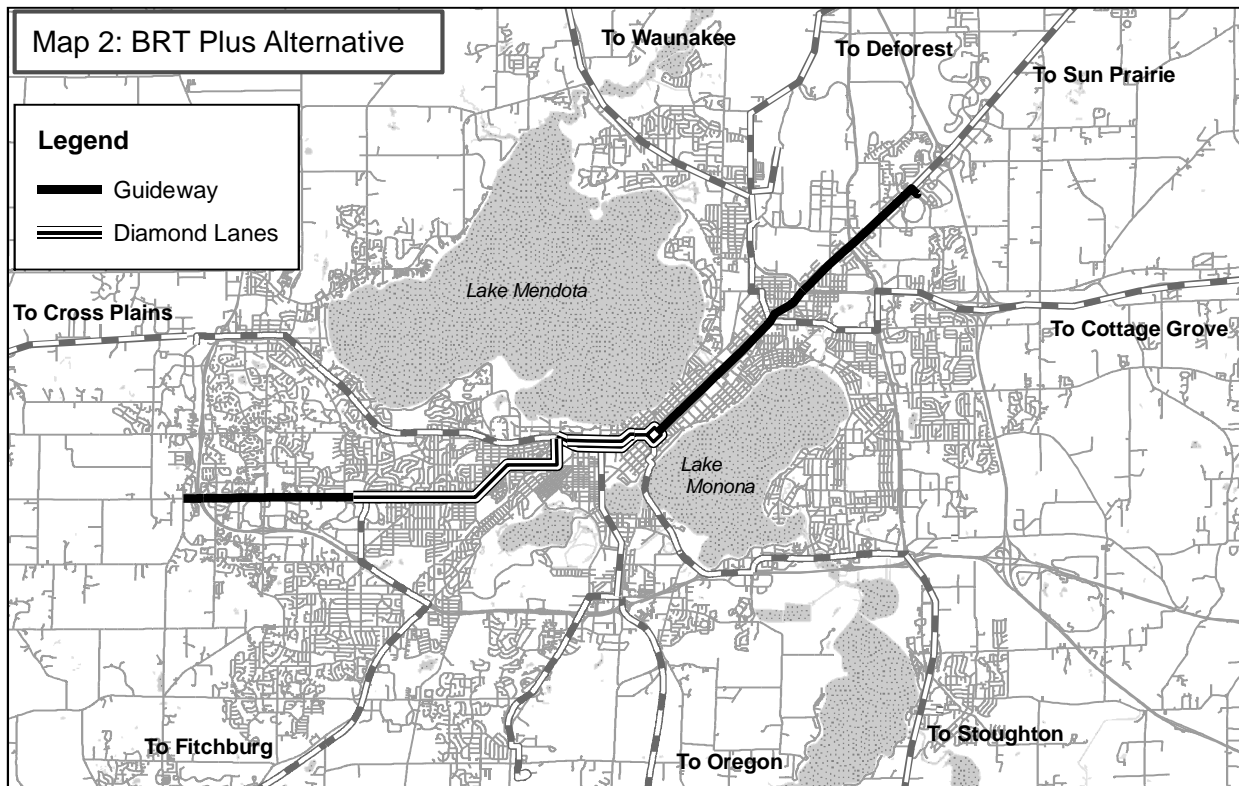 Map 2: BRT Plus Alternative
To Waunakee
To Deforest
To Sun Prairie
Legend
Guideway
Diamond Lanes
Lake Mendota
To Cross Plains
To Cottage Grove
Lake
Monona
To Fitchburg
To Oregon
To Stoughton